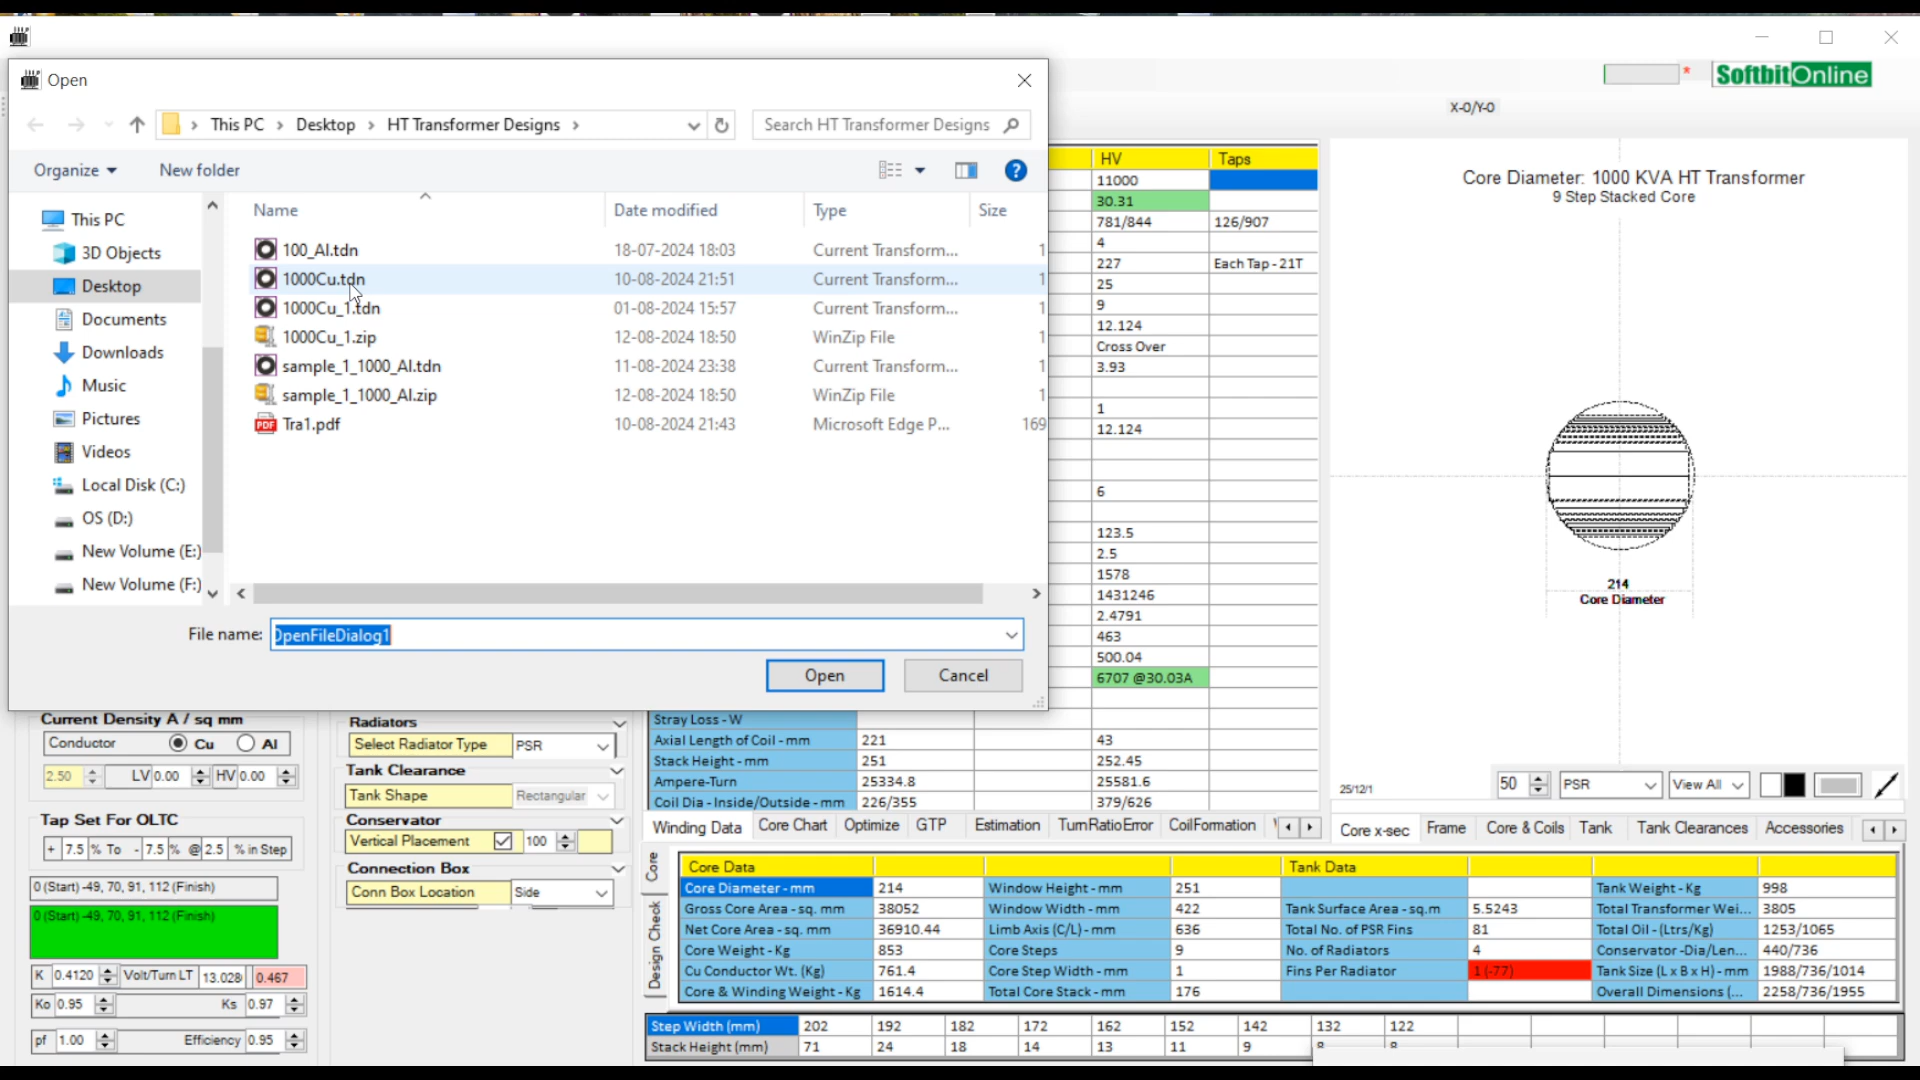 Open
This PC > Desktop > HT Transformer Designs >
Search HT Transformer Designs
Organize
New folder
This PC
3D Objects
Desktop
Documents
Downloads
Music
Pictures
Videos
Local Disk (C:)
OS (D:)
New Volume (E:)
New Volume (F:)
Name Date modified Type Size
100_Al.tdn 18-07-2024 18:03 Current Transform... 1
1000Cu.tdn 10-08-2024 21:51 Current Transform... 1
1000Cu_1.tdn 01-08-2024 15:57 Current Transform... 1
1000Cu_1.zip 12-08-2024 18:50 WinZip File 1
sample_1_1000_Al.tdn 11-08-2024 23:38 Current Transform... 1
sample_1_1000_Al.zip 12-08-2024 18:50 WinZip File 1
Tra1.pdf 10-08-2024 21:43 Microsoft Edge P... 169
File name: OpenFileDialog1
Open Cancel
* SoftbitOnline
X-0/Y-0
HV Taps
11000
30.31
781/844 126/907
4
227 Each Tap - 21T
25
9
12.124
Cross Over
3.93
1
12.124
6
123.5
2.5
1578
1431246
2.4791
463
500.04
6707 @30.03A
Stray Loss - W
Axial Length of Coil - mm 221 43
Stack Height - mm 251 252.45
Ampere-Turn 25334.8 25581.6
Coil Dia - Inside/Outside - mm 226/355 379/626
Winding Data Core Chart Optimize GTP Estimation TurnRatioError CoilFormation
Core Diameter: 1000 KVA HT Transformer
9 Step Stacked Core
214
Core Diameter
25/12/1
50 PSR View All
Core x-sec Frame Core & Coils Tank Tank Clearances Accessories
Current Density A / sq mm
Conductor Cu Al
2.50 LV 0.00 HV 0.00
Tap Set For OLTC
+ 7.5 % To - 7.5 % @ 2.5 % in Step
0 (Start) -49, 70, 91, 112 (Finish)
0 (Start) -49, 70, 91, 112 (Finish)
K 0.4120 Volt/Turn LT 13.028 0.467
Ko 0.95 Ks 0.97
pf 1.00 Efficiency 0.95
Radiators
Select Radiator Type PSR
Tank Clearance
Tank Shape Rectangular
Conservator
Vertical Placement 100
Connection Box
Conn Box Location Side
Core
Design Check
Core Data Tank Data
Core Diameter - mm 214 Window Height - mm 251 Tank Weight - Kg 998
Gross Core Area - sq. mm 38052 Window Width - mm 422 Tank Surface Area - sq.m 5.5243 Total Transformer Wei... 3805
Net Core Area - sq. mm 36910.44 Limb Axis (C/L) - mm 636 Total No. of PSR Fins 81 Total Oil - (Ltrs/Kg) 1253/1065
Core Weight - Kg 853 Core Steps 9 No. of Radiators 4 Conservator -Dia/Len... 440/736
Cu Conductor Wt. (Kg) 761.4 Core Step Width - mm 1 Fins Per Radiator 1 (-77) Tank Size (L x B x H) - mm 1988/736/1014
Core & Winding Weight - Kg 1614.4 Total Core Stack - mm 176 Overall Dimensions (... 2258/736/1955
Step Width (mm) 202 192 182 172 162 152 142 132 122
Stack Height (mm) 71 24 18 14 13 11 9 8 8